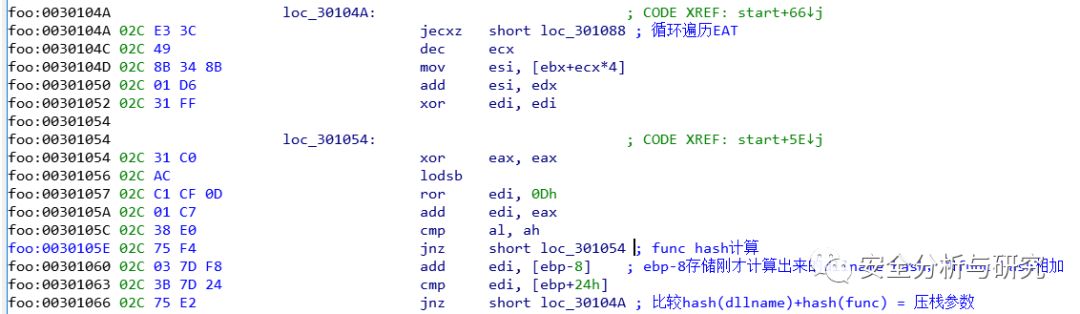 foo:0030104A loc_30104A: ; CODE XREF: start+66↓j
foo:0030104A 02C E3 3C jecxz short loc_301088 ; 循环遍历EAT
foo:0030104C 02C 49 dec ecx
foo:0030104D 02C 8B 34 8B mov esi, [ebx+ecx*4]
foo:00301050 02C 01 D6 add esi, edx
foo:00301052 02C 31 FF xor edi, edi
foo:00301054
foo:00301054 loc_301054: ; CODE XREF: start+5E↓j
foo:00301054 02C 31 C0 xor eax, eax
foo:00301056 02C AC lodsb
foo:00301057 02C C1 CF 0D ror edi, 0Dh
foo:0030105A 02C 01 C7 add edi, eax
foo:0030105C 02C 38 E0 cmp al, ah
foo:0030105E 02C 75 F4 jnz short loc_301054 ; func hash计算
foo:00301060 02C 03 7D F8 add edi, [ebp-8] ; ebp-8存储刚才计算出来的 相加
安全分析与研究
foo:00301063 02C 3B 7D 24 cmp edi, [ebp+24h]
foo:00301066 02C 75 E2 jnz short loc_30104A ; 比较hash(dllname)+hash(func) = 压栈参数